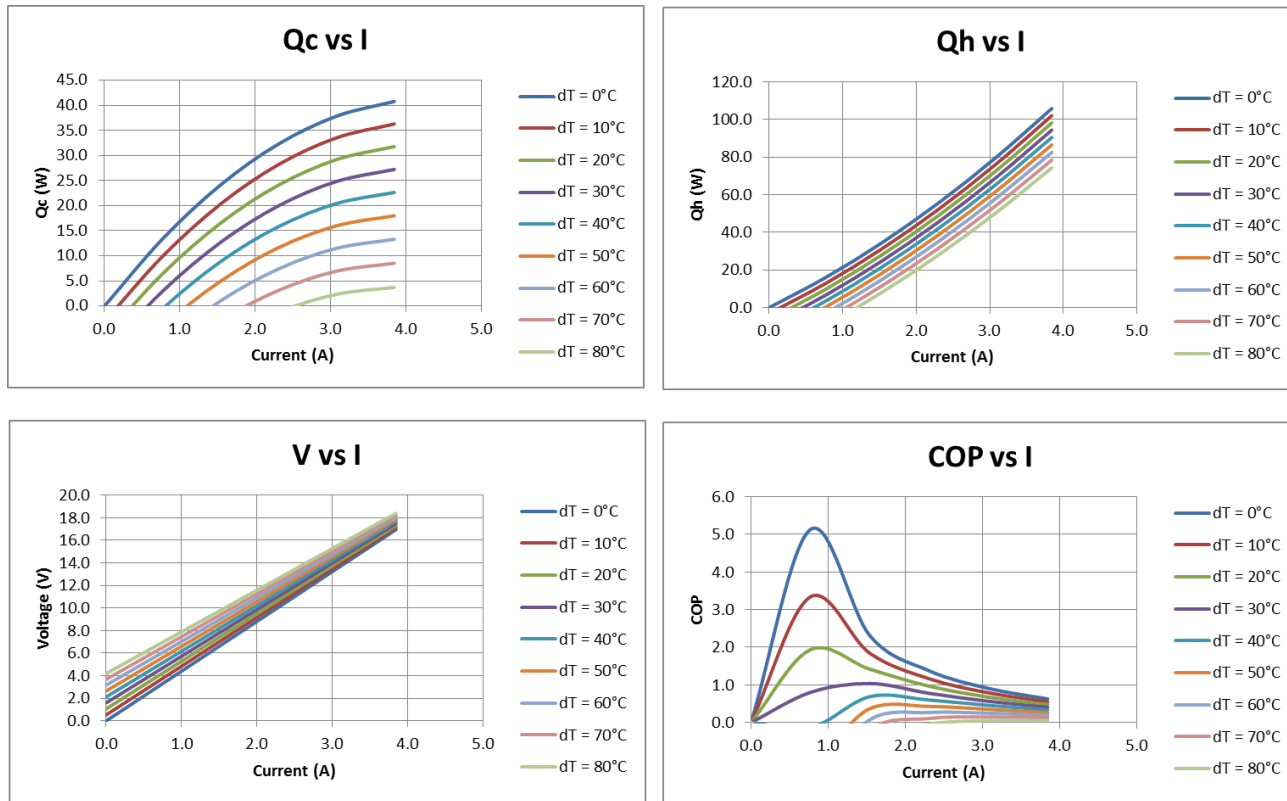 Qc vs I
Qc (W)
45.0
40.0
35.0
30.0
25.0
20.0
15.0
10.0
5.0
0.0
0.0 1.0 2.0 3.0 4.0 5.0
Current (A)
dT = 0°C
dT = 10°C
dT = 20°C
dT = 30°C
dT = 40°C
dT = 50°C
dT = 60°C
dT = 70°C
dT = 80°C
Qh vs I
Qh (W)
120.0
100.0
80.0
60.0
40.0
20.0
0.0
0.0 1.0 2.0 3.0 4.0 5.0
Current (A)
dT = 0°C
dT = 10°C
dT = 20°C
dT = 30°C
dT = 40°C
dT = 50°C
dT = 60°C
dT = 70°C
dT = 80°C
V vs I
Voltage (V)
20.0
18.0
16.0
14.0
12.0
10.0
8.0
6.0
4.0
2.0
0.0
0.0 1.0 2.0 3.0 4.0 5.0
Current (A)
dT = 0°C
dT = 10°C
dT = 20°C
dT = 30°C
dT = 40°C
dT = 50°C
dT = 60°C
dT = 70°C
dT = 80°C
COP vs I
COP
6.0
5.0
4.0
3.0
2.0
1.0
0.0
0.0 1.0 2.0 3.0 4.0 5.0
Current (A)
dT = 0°C
dT = 10°C
dT = 20°C
dT = 30°C
dT = 40°C
dT = 50°C
dT = 60°C
dT = 70°C
dT = 80°C